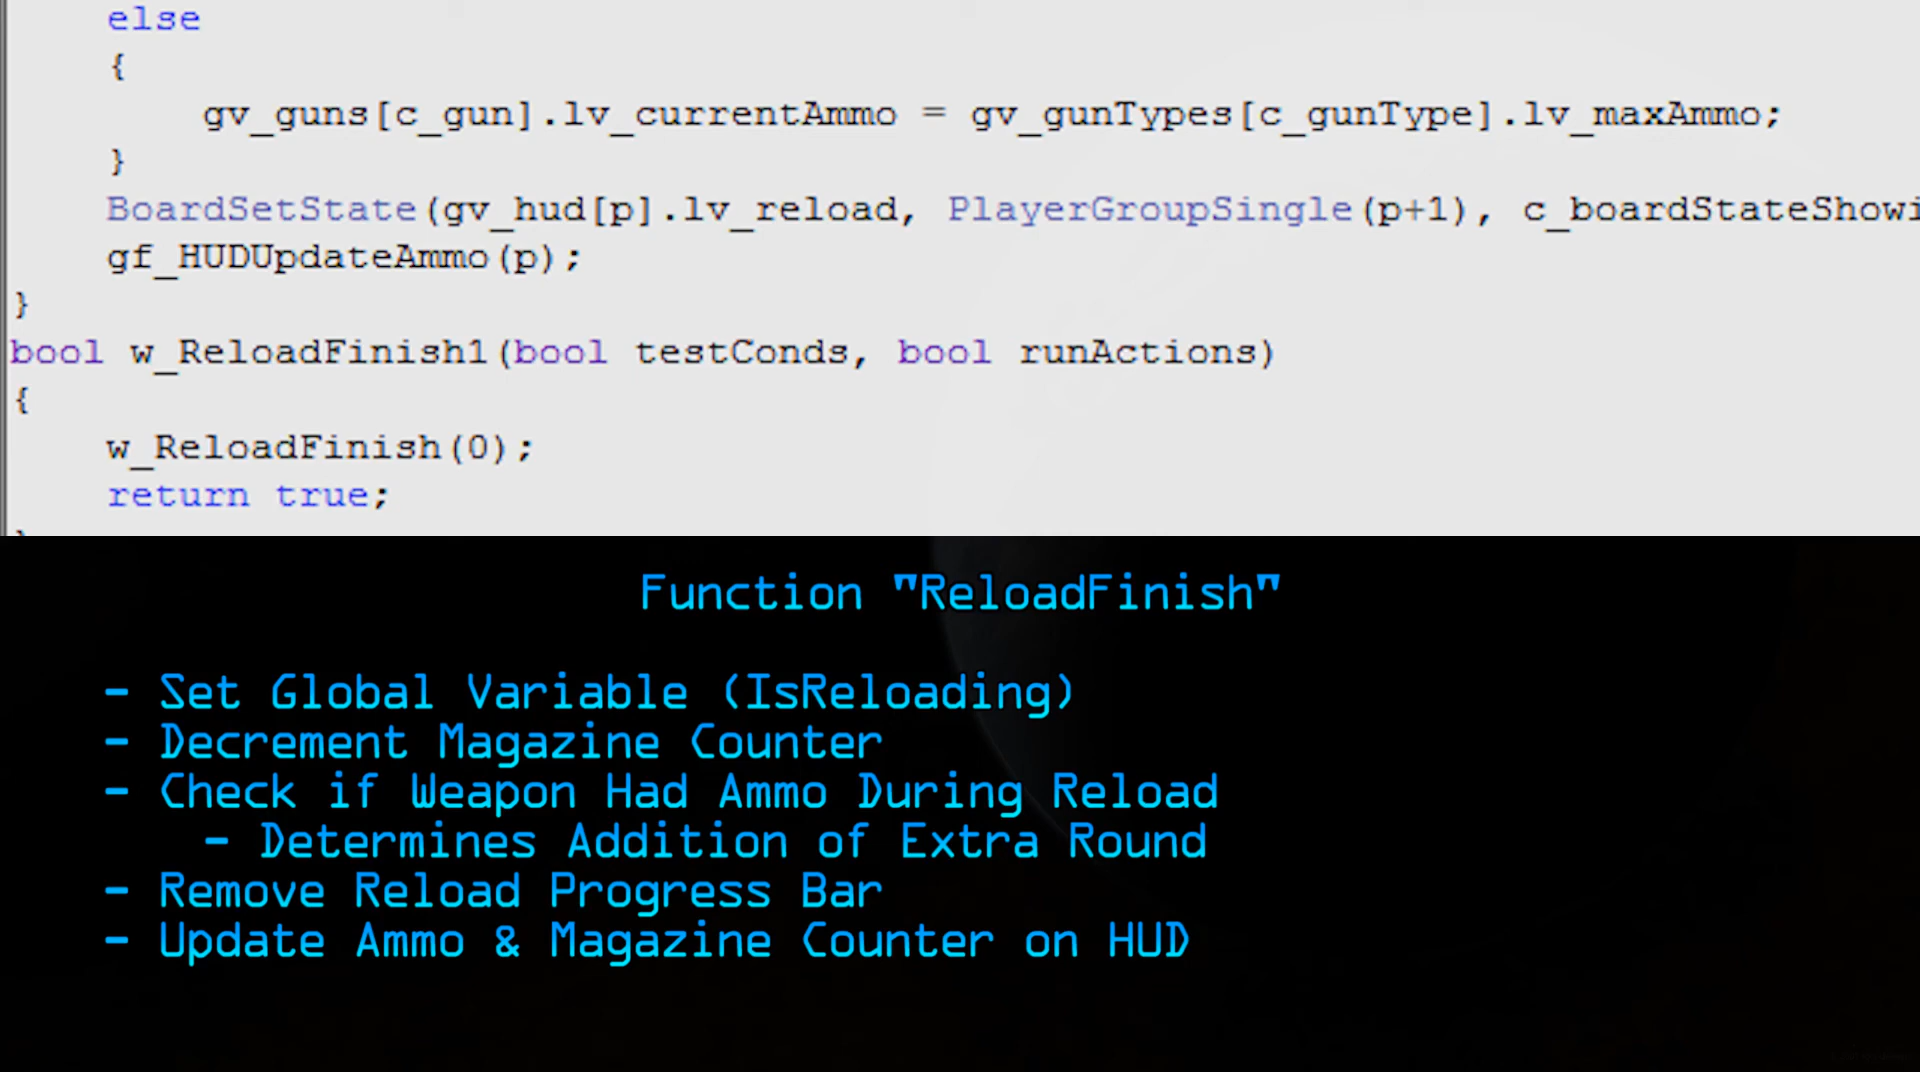 else
{
gv_guns[c_gun].lv_currentAmmo = gv_gunTypes[c_gunType].lv_maxAmmo;
}
BoardSetState(gv_hud[p].lv_reload, PlayerGroupSingle(p+1), c_boardStateShowi
gf_HUDUpdateAmmo(p);
}
bool w_ReloadFinish1(bool testConds, bool runActions)
{
w_ReloadFinish(0);
return true;
Function "ReloadFinish"
- Set Global Variable (IsReloading)
- Decrement Magazine Counter
- Check if Weapon Had Ammo During Reload
- Determines Addition of Extra Round
- Remove Reload Progress Bar
- Update Ammo & Magazine Counter on HUD